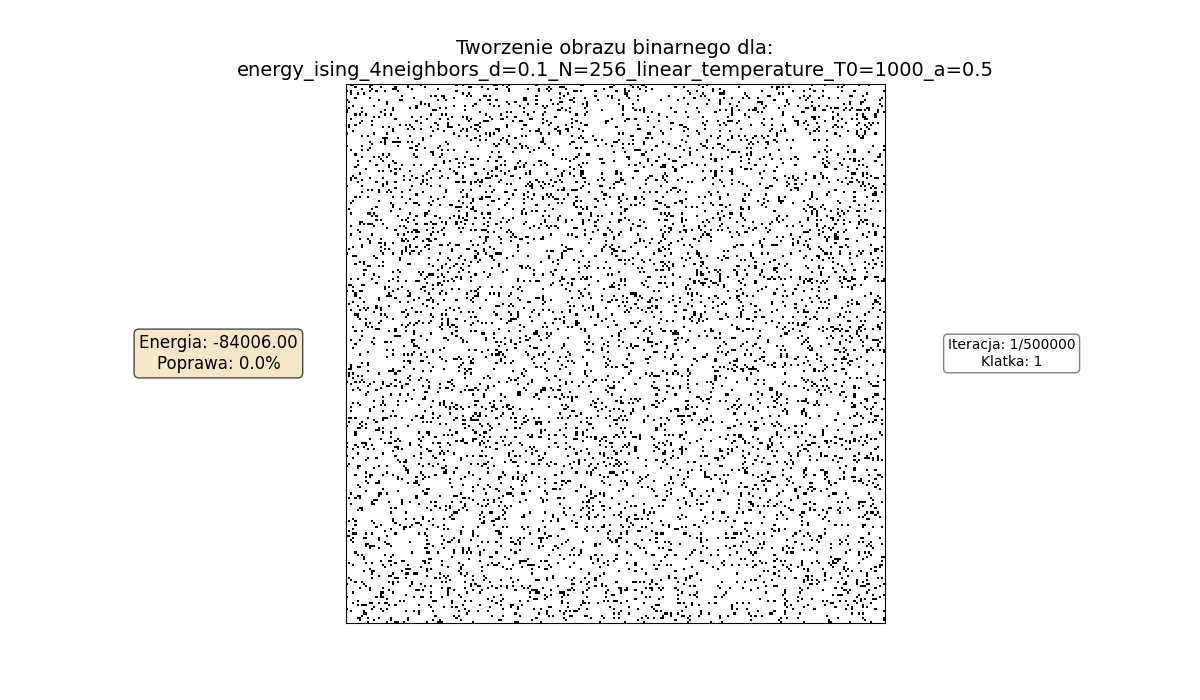 Tworzenie obrazu binarnego dla:
energy_ising_4neighbors_d=0.1_N=256_linear_temperature_T0=1000_a=0.5
Energia: -84006.00
Poprawa: 0.0%
Iteracja: 1/500000
Klatka: 1